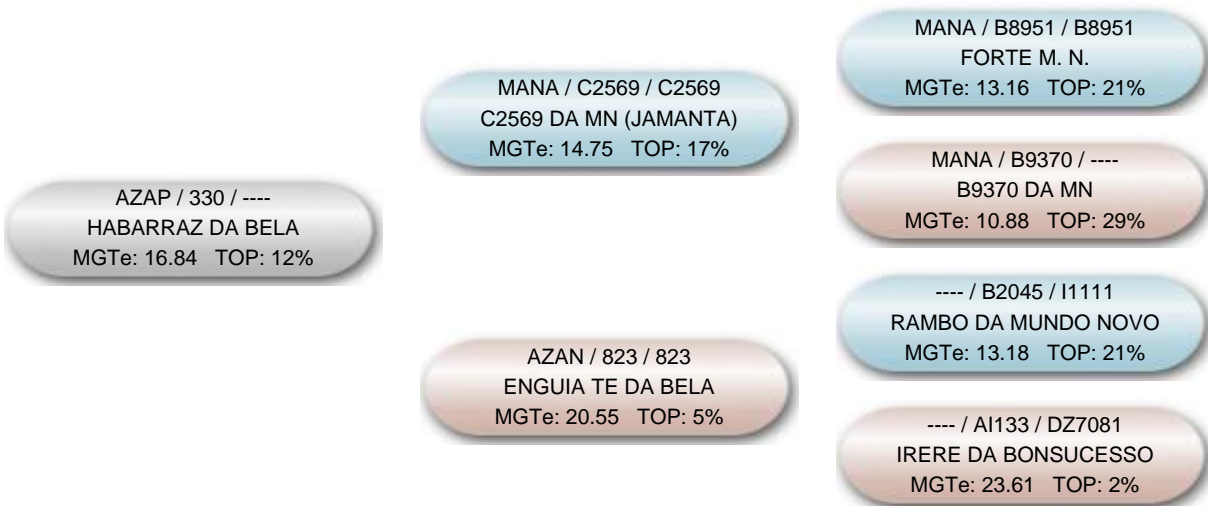 AZAP / 330 / ----
HABARRAZ DA BELA
MGTe: 16.84 TOP: 12%
MANA / C2569 / C2569
C2569 DA MN (JAMANTA)
MGTe: 14.75 TOP: 17%
AZAN / 823 / 823
ENGUIA TE DA BELA
MGTe: 20.55 TOP: 5%
MANA / B8951 / B8951
FORTE M. N.
MGTe: 13.16 TOP: 21%
MANA / B9370 / ----
B9370 DA MN
MGTe: 10.88 TOP: 29%
---- / B2045 / I1111
RAMBO DA MUNDO NOVO
MGTe: 13.18 TOP: 21%
---- / AI133 / DZ7081
IRERE DA BONSUCESSO
MGTe: 23.61 TOP: 2%